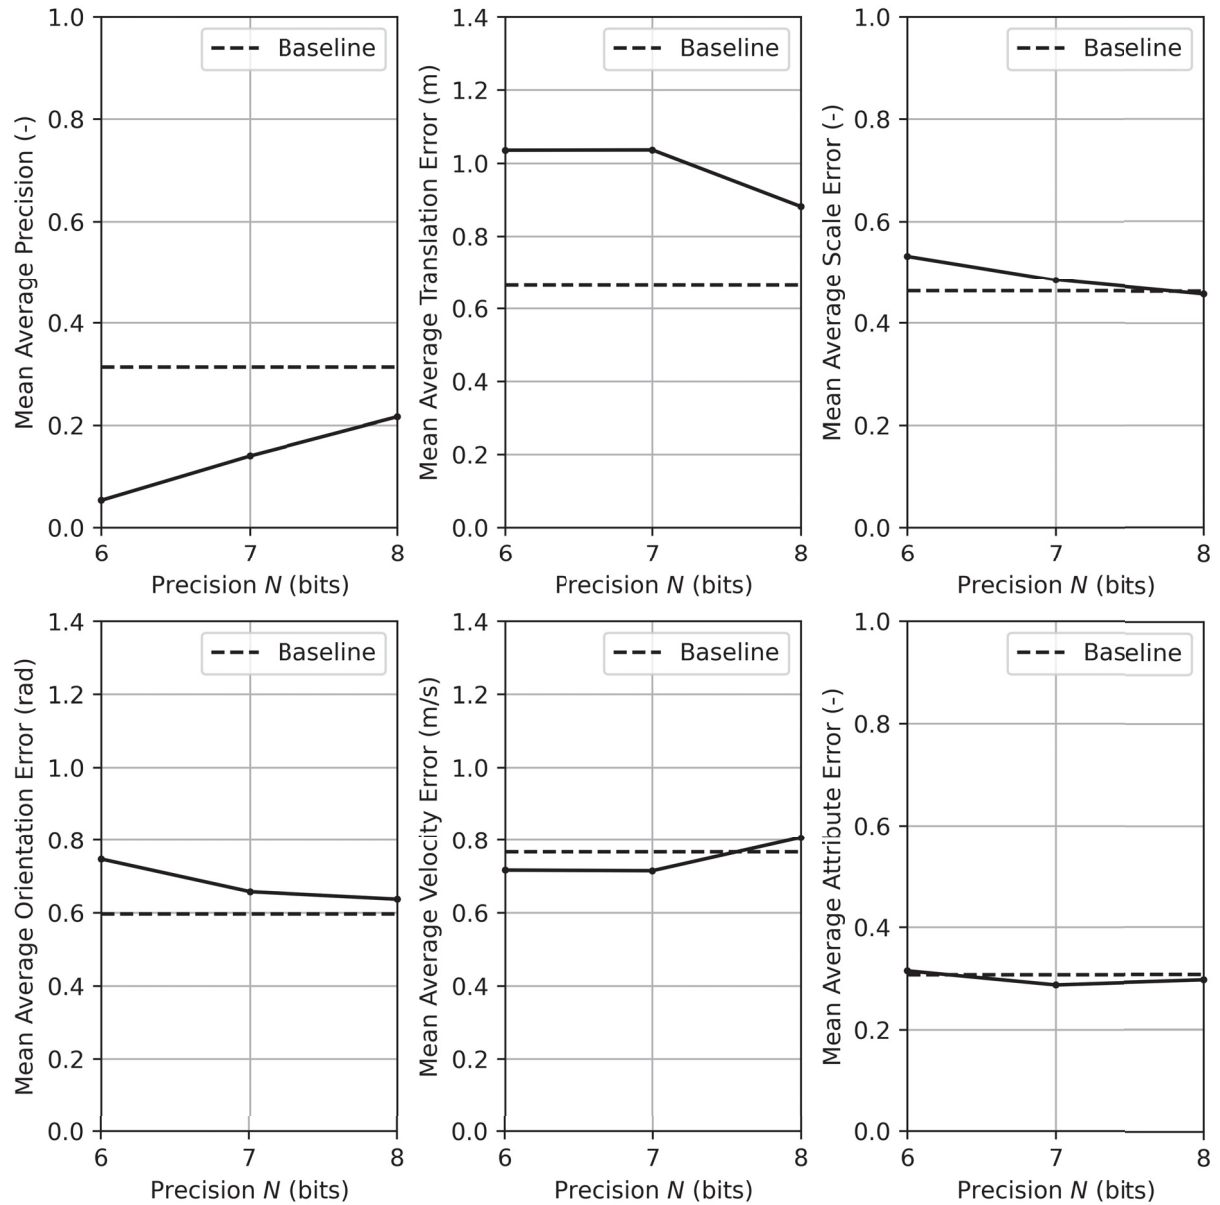 Mean Average Precision (-)
1.0
0.8
0.6
0.4
0.2
0.0
Baseline
6 7 8
Precision N (bits)
Mean Average Translation Error (m)
1.4
1.2
1.0
0.8
0.6
0.4
0.2
0.0
Baseline
6 7 8
Precision N (bits)
Mean Average Scale Error (-)
1.0
0.8
0.6
0.4
0.2
0.0
Baseline
6 7 8
Precision N (bits)
Mean Average Orientation Error (rad)
1.4
1.2
1.0
0.8
0.6
0.4
0.2
0.0
Baseline
6 7 8
Precision N (bits)
Mean Average Velocity Error (m/s)
1.4
1.2
1.0
0.8
0.6
0.4
0.2
0.0
Baseline
6 7 8
Precision N (bits)
Mean Average Attribute Error (-)
1.0
0.8
0.6
0.4
0.2
0.0
Baseline
6 7 8
Precision N (bits)